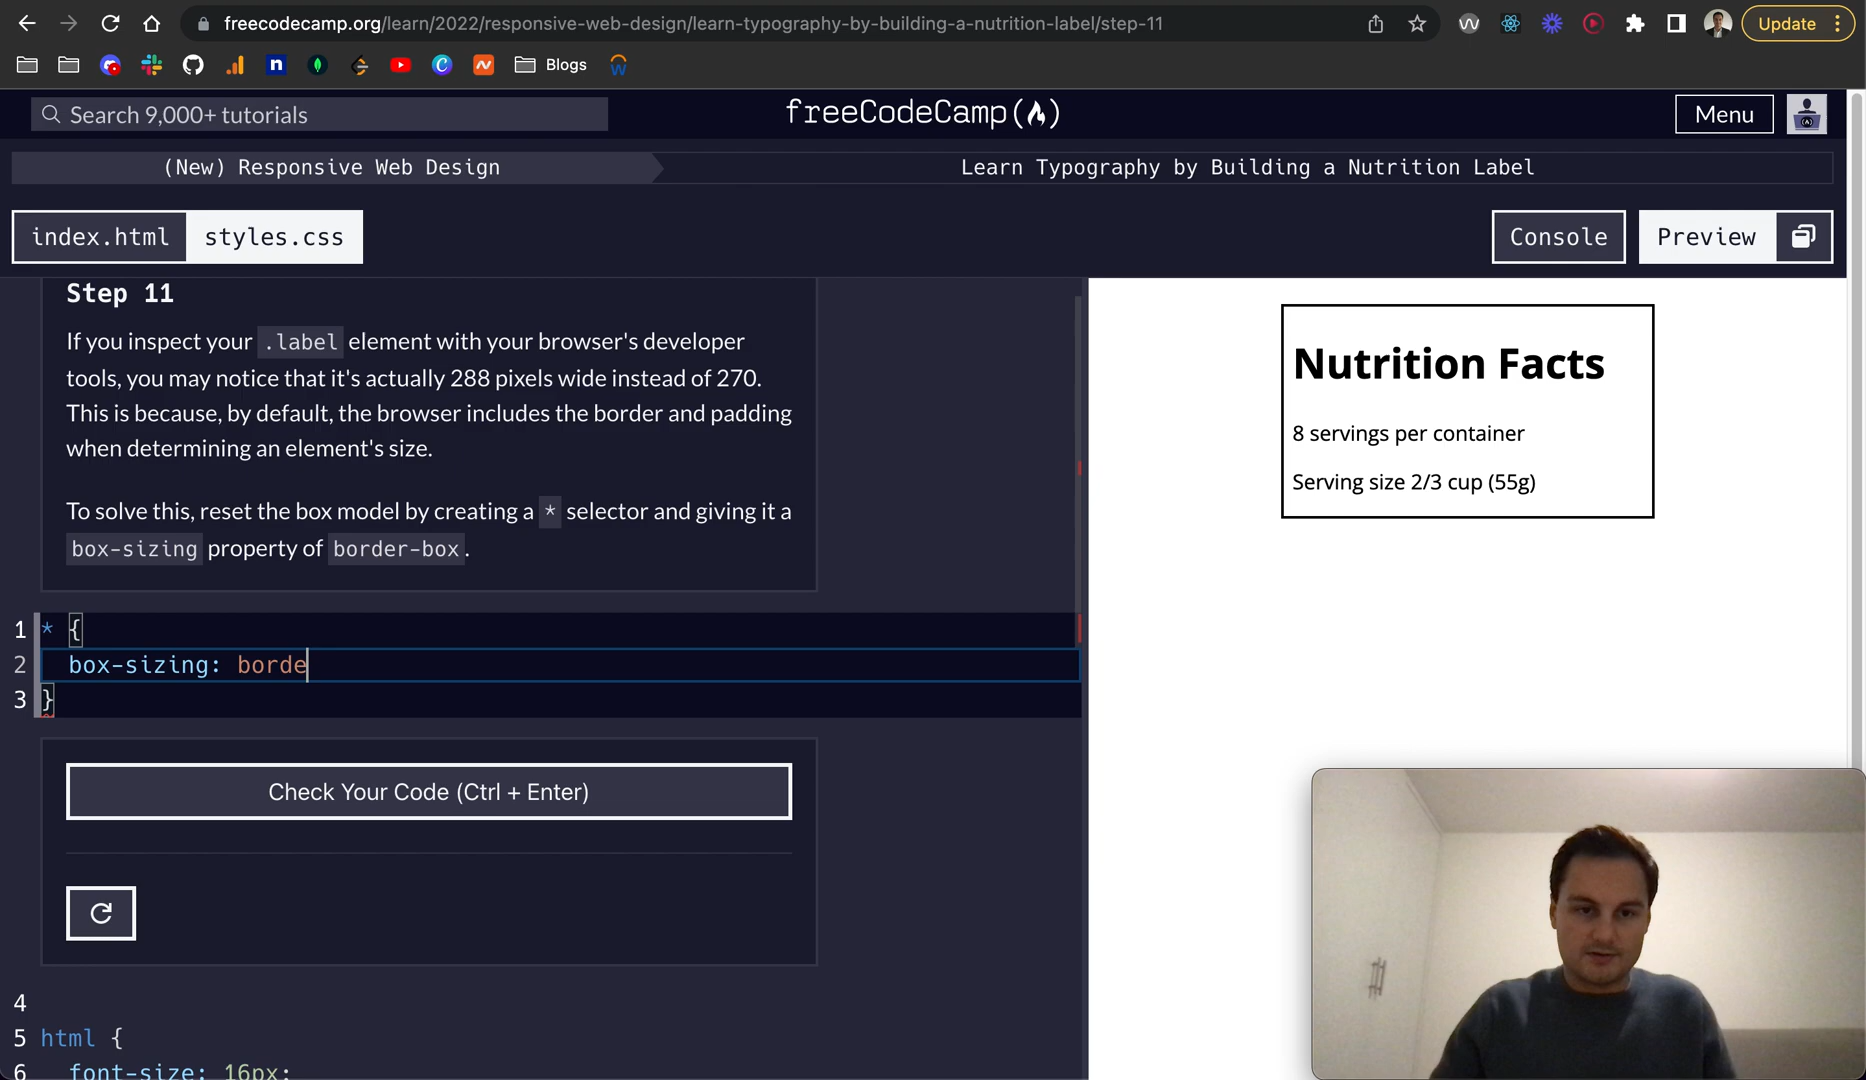 freecodecamp.org/learn/2022/responsive-web-design/learn-typography-by-building-a-nutrition-label/step-11
Update
Blogs
Search 9,000+ tutorials
freeCodeCamp
Menu
(New) Responsive Web Design
Learn Typography by Building a Nutrition Label
index.html
styles.css
Console
Preview
Step 11
If you inspect your .label element with your browser's developer
tools, you may notice that it's actually 288 pixels wide instead of 270.
This is because, by default, the browser includes the border and padding
when determining an element's size.
To solve this, reset the box model by creating a * selector and giving it a
box-sizing property of border-box.
1 * {
2 box-sizing: borde
3 }
Check Your Code (Ctrl + Enter)
4
5 html {
6 font-size: 16px;
Nutrition Facts
8 servings per container
Serving size 2/3 cup (55g)